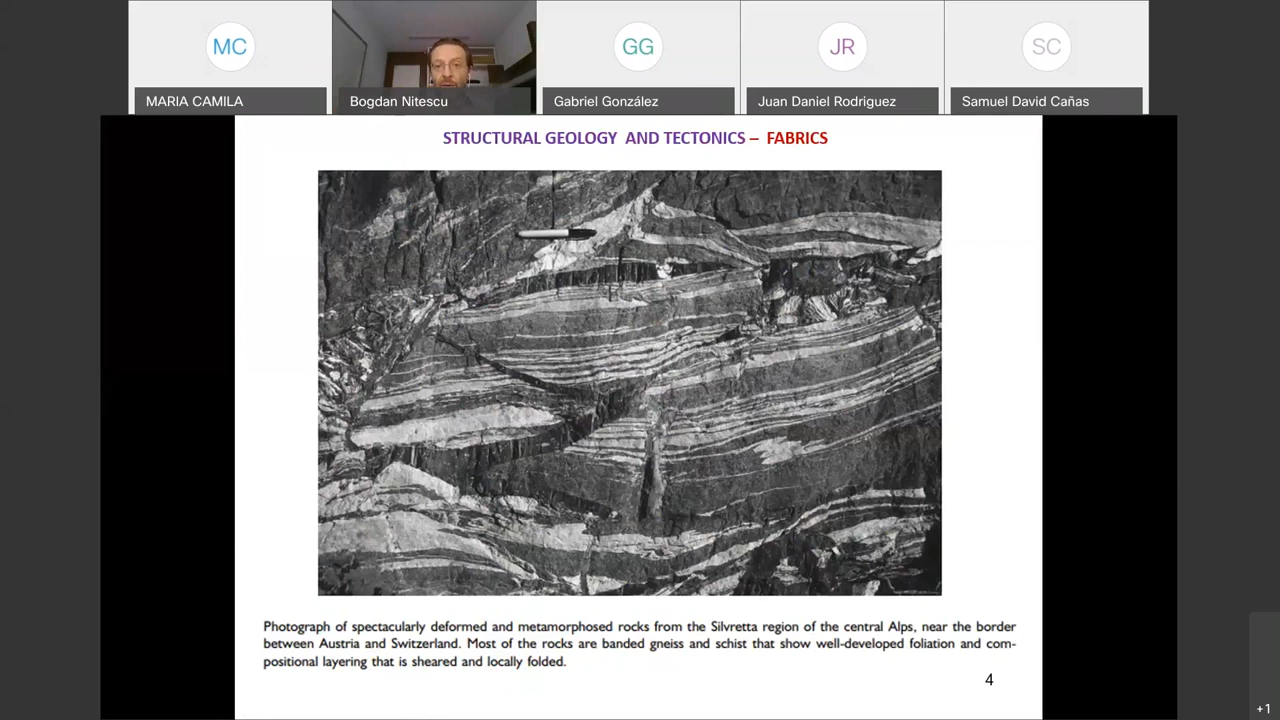 MC
GG
JR
SC
MARIA CAMILA
Bogdan Nitescu
Gabriel González
Juan Daniel Rodriguez
Samuel David Cañas
STRUCTURAL GEOLOGY AND TECTONICS – FABRICS
Photograph of spectacularly deformed and metamorphosed rocks from the Silvretta region of the central Alps, near the border
between Austria and Switzerland. Most of the rocks are banded gneiss and schist that show well-developed foliation and com-
positional layering that is sheared and locally folded.
4
+1